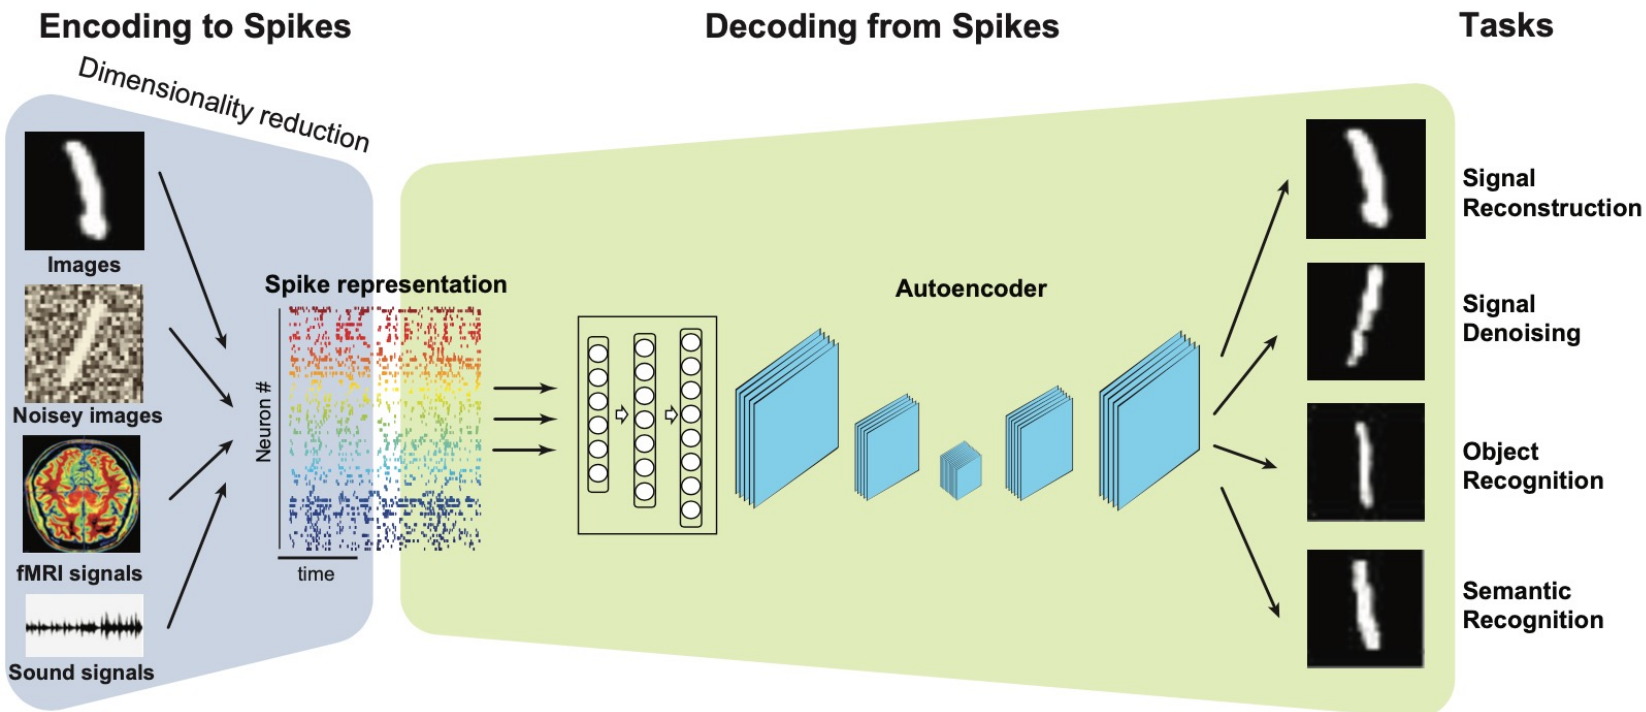 Encoding to Spikes
Decoding from Spikes
Tasks
Dimensionality reduction
Images
Noisey images
fMRI signals
Sound signals
Spike representation
Neuron #
time
Autoencoder
Signal
Reconstruction
Signal
Denoising
Object
Recognition
Semantic
Recognition